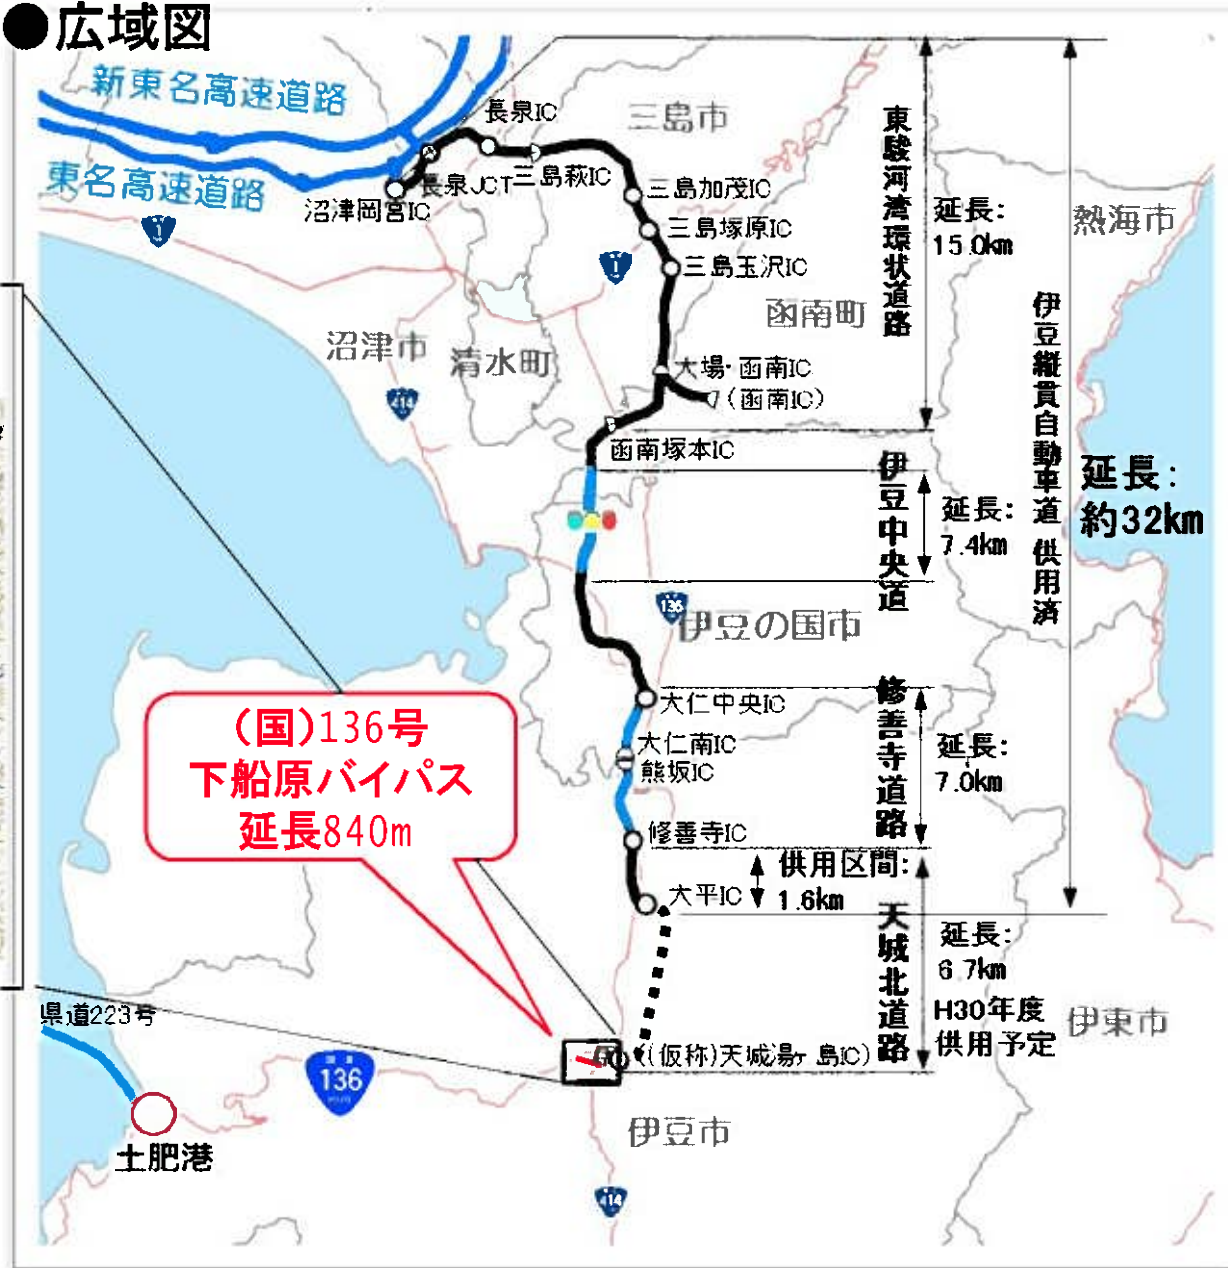 ●広域図
新東名高速道路
東名高速道路
長泉IC
三島市
長泉JCT
三島萩IC
沼津岡宮IC
三島加茂IC
三島塚原IC
三島玉沢IC
1
1
東駿河湾環状道路
延長:
15.0km
熱海市
函南町
沼津市
清水町
414
大場・函南IC
(函南IC)
函南塚本IC
伊豆縦貫自動車道 供用済
延長:
約32km
伊豆中央道
延長:
7.4km
136
伊豆の国市
大仁中央IC
大仁南IC
熊坂IC
修善寺道路
延長:
7.0km
(国)136号
下船原バイパス
延長840m
修善寺IC
供用区間:
1.6km
大平IC
天城北道路
延長:
6.7km
H30年度
供用予定
伊東市
県道223号
136
((仮称)天城湯ヶ島IC)
土肥港
伊豆市
414